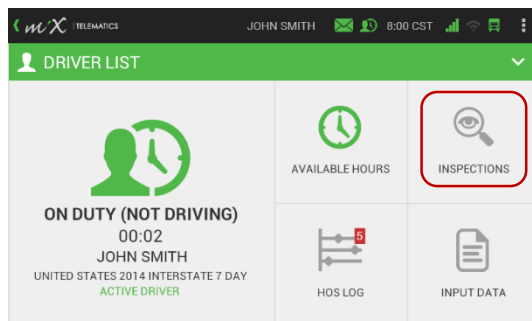 mⁱX TELEMATICS JOHN SMITH 8:00 CST
DRIVER LIST
AVAILABLE HOURS INSPECTIONS
ON DUTY (NOT DRIVING)
00:02
JOHN SMITH
UNITED STATES 2014 INTERSTATE 7 DAY
ACTIVE DRIVER
5
HOS LOG INPUT DATA